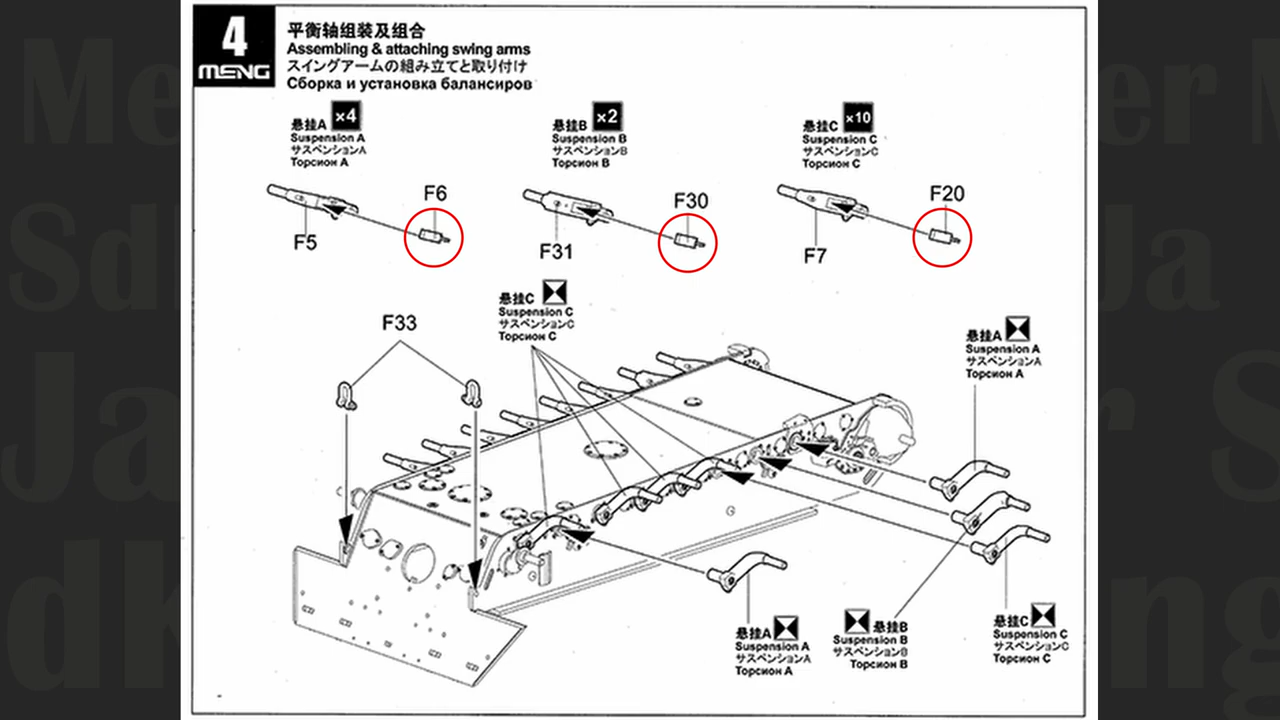 4
MENG
平衡轴组装及组合
Assembling & attaching swing arms
スイングアームの組み立てと取り付け
Сборка и установка балансиров
悬挂A x4
Suspension A
サスペンションA
Торсион A
悬挂B x2
Suspension B
サスペンションB
Торсион B
悬挂C x10
Suspension C
サスペンションC
Торсион C
F6
F5
F30
F31
F20
F7
悬挂C
Suspension C
サスペンションC
Торсион C
F33
悬挂A
Suspension A
サスペンションA
Торсион A
悬挂A
Suspension A
サスペンションA
Торсион A
悬挂B
Suspension B
サスペンションB
Торсион B
悬挂C
Suspension C
サスペンションC
Торсион C